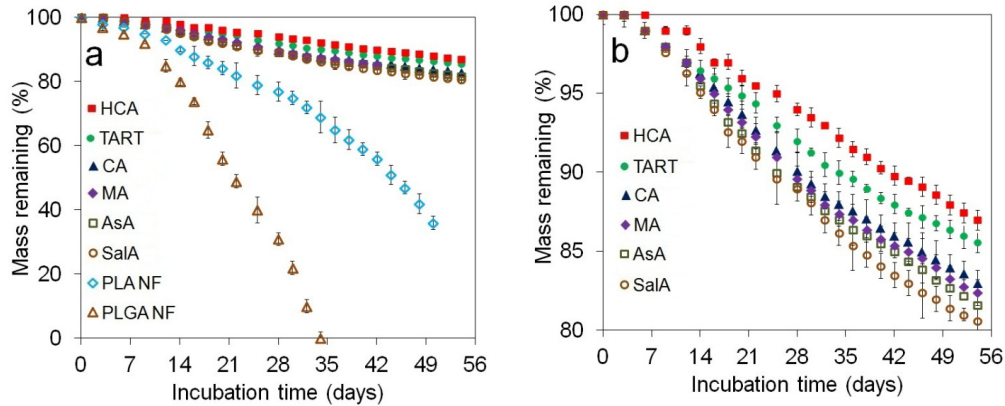 a
Mass remaining (%)
100
80
60
40
20
0
HCA
TART
CA
MA
AsA
SalA
PLA NF
PLGA NF
0 7 14 21 28 35 42 49 56
Incubation time (days)
b
Mass remaining (%)
100
95
90
85
80
HCA
TART
CA
MA
AsA
SalA
0 7 14 21 28 35 42 49 56
Incubation time (days)